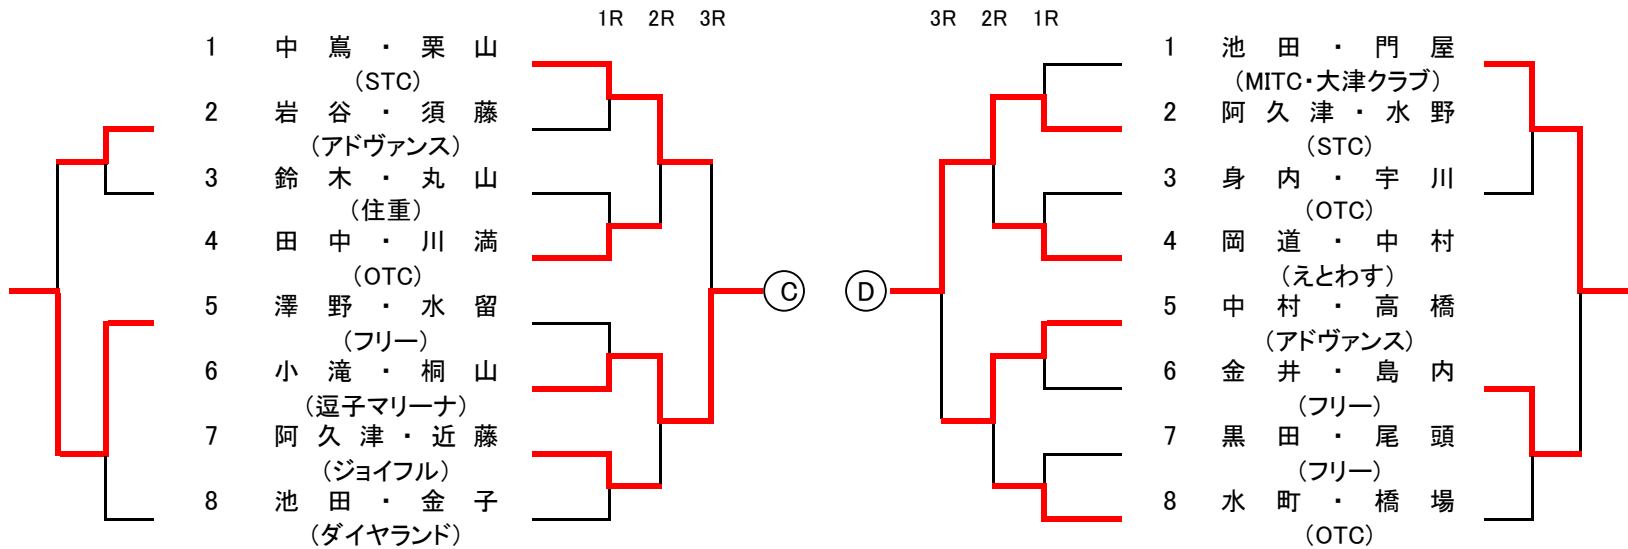 1R 2R 3R
1 中嶌・栗山
(STC)
2 岩谷・須藤
(アドヴァンス)
3 鈴木・丸山
(住重)
4 田中・川満
(OTC)
5 澤野・水留
(フリー)
6 小滝・桐山
(逗子マリーナ)
7 阿久津・近藤
(ジョイフル)
8 池田・金子
(ダイヤランド)
C
3R 2R 1R
D
1 池田・門屋
(MITC・大津クラブ)
2 阿久津・水野
(STC)
3 身内・宇川
(OTC)
4 岡道・中村
(えとわす)
5 中村・高橋
(アドヴァンス)
6 金井・島内
(フリー)
7 黒田・尾頭
(フリー)
8 水町・橋場
(OTC)